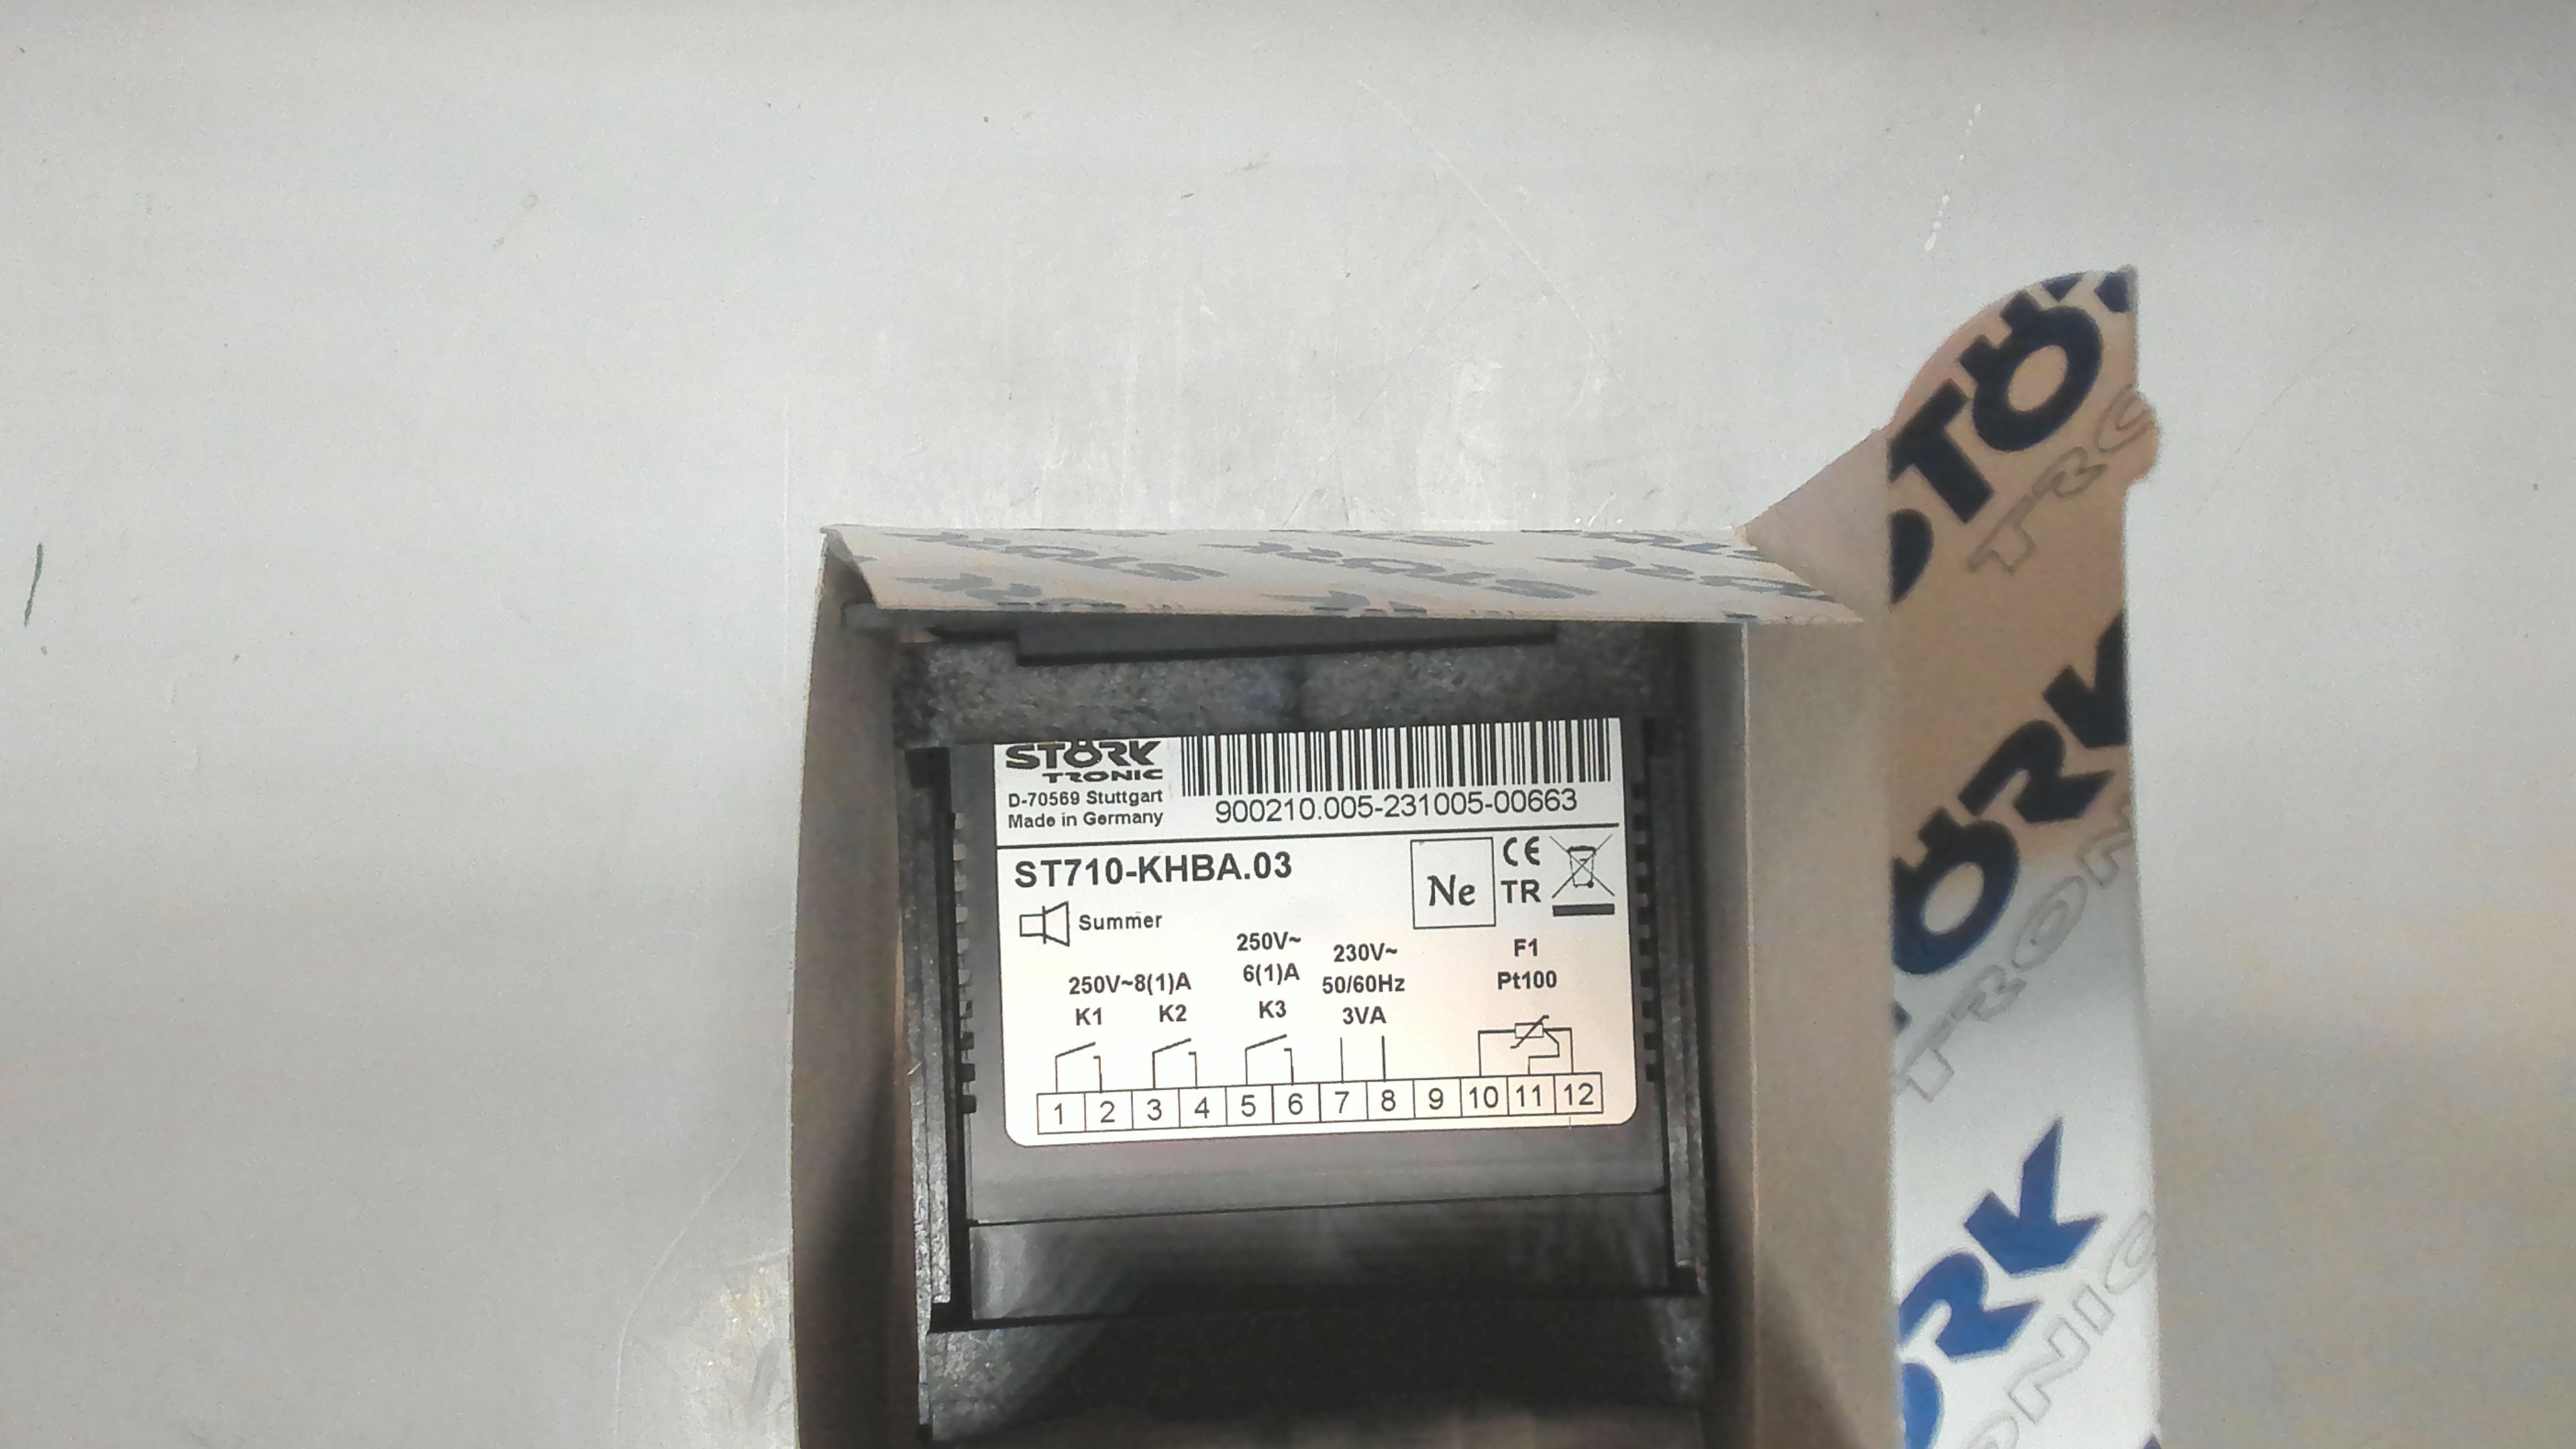 STÖRK
TRONIC
D-70569 Stuttgart
Made in Germany
900210.005-231005-00663
ST710-KHBA.03
Ne
CE
TR
Summer
250V~8(1)A
K1 K2
250V~
6(1)A
K3
230V~
50/60Hz
3VA
F1
Pt100
1 2 3 4 5 6 7 8 9 10 11 12
STÖRK
TRONIC
STÖRK